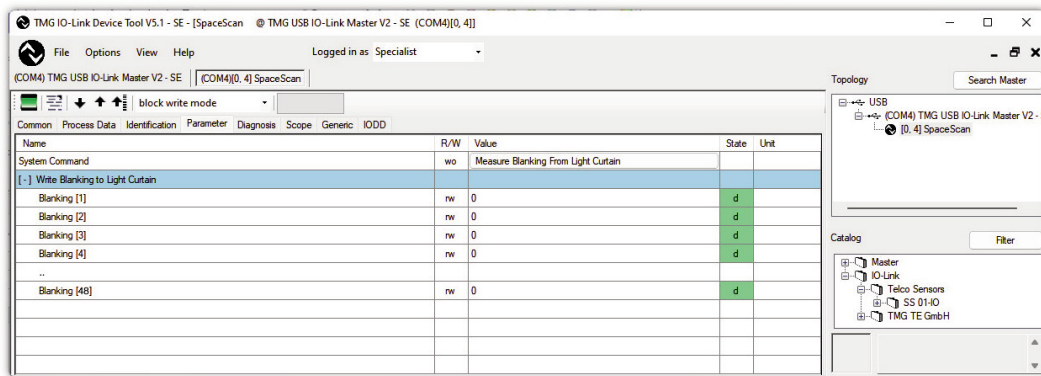 TMG IO-Link Device Tool V5.1 - SE - [SpaceScan @ TMG USB IO-Link Master V2 - SE (COM4)[0, 4]]
File Options View Help Logged in as Specialist
(COM4) TMG USB IO-Link Master V2 - SE (COM4)[0, 4] SpaceScan
block write mode
Common Process Data Identification Parameter Diagnosis Scope Generic IODD
Name R/W Value State Unit
System Command wo Measure Blanking From Light Curtain
[-] Write Blanking to Light Curtain
Blanking [1] rw 0 d
Blanking [2] rw 0 d
Blanking [3] rw 0 d
Blanking [4] rw 0 d
..
Blanking [48] rw 0 d
Topology Search Master
USB
(COM4) TMG USB IO-Link Master V2 -
[0, 4] SpaceScan
Catalog Filter
Master
IO-Link
Telco Sensors
SS 01-IO
TMG TE GmbH